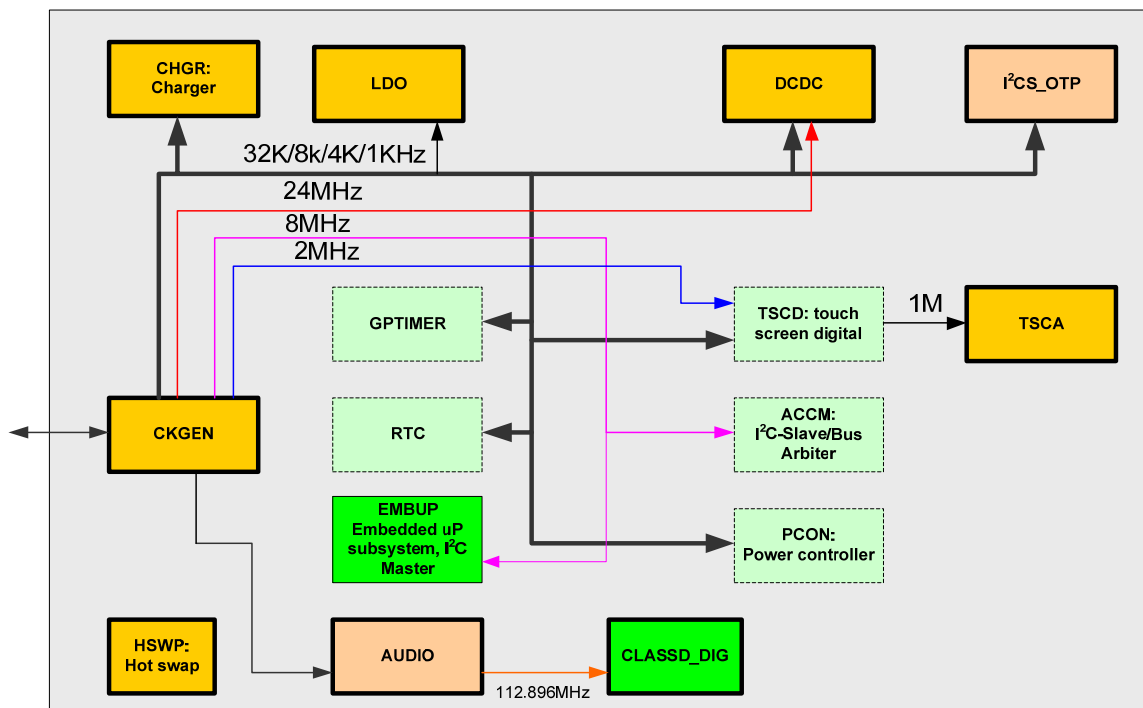 CHGR:
Charger
LDO
DCDC
I²CS_OTP
32K/8k/4K/1KHz
24MHz
8MHz
2MHz
GPTIMER
TSCD: touch
screen digital
1M
TSCA
CKGEN
RTC
ACCM:
I²C-Slave/Bus
Arbiter
EMBUP
Embedded uP
subsystem, I²C
Master
PCON:
Power controller
HSWP:
Hot swap
AUDIO
112.896MHz
CLASSD_DIG